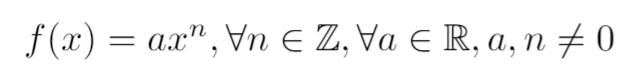 f(x) = axⁿ, ∀n ∈ ℤ, ∀a ∈ ℝ, a, n ≠ 0